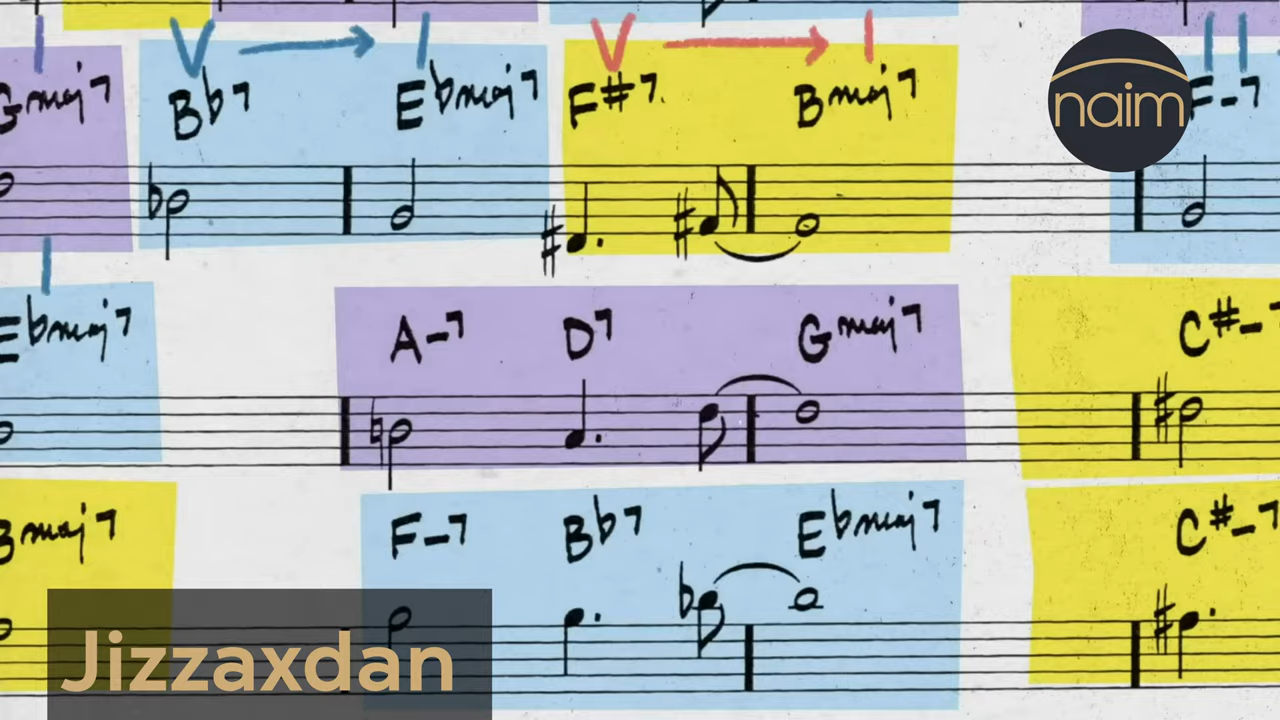 V I
I V I I I
Gmaj7 Bb7 Ebmaj7 F#7 Bmaj7 F-7
naim
I
Ebmaj7 A-7 D7 Gmaj7 C#-7
Bmaj7 F-7 Bb7 Ebmaj7 C#-7
Jizzaxdan